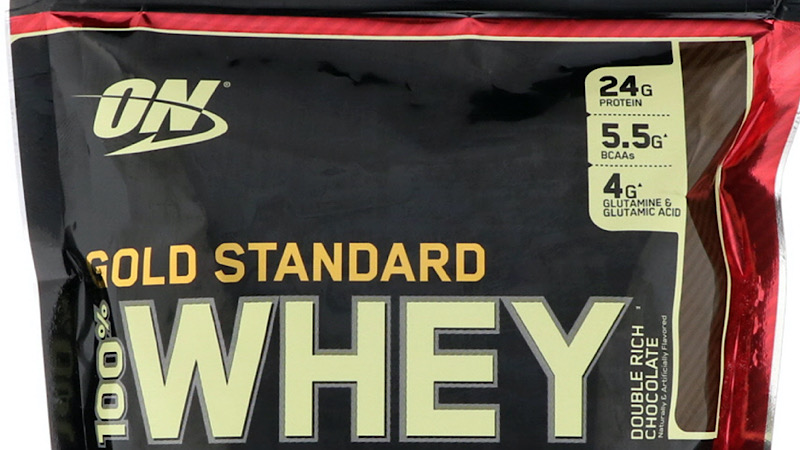 ON®
24G
PROTEIN
5.5G▲
BCAAs
4G▲
GLUTAMINE &
GLUTAMIC ACID
GOLD STANDARD
100%
WHEY
DOUBLE RICH
CHOCOLATE
Naturally & Artificially Flavored